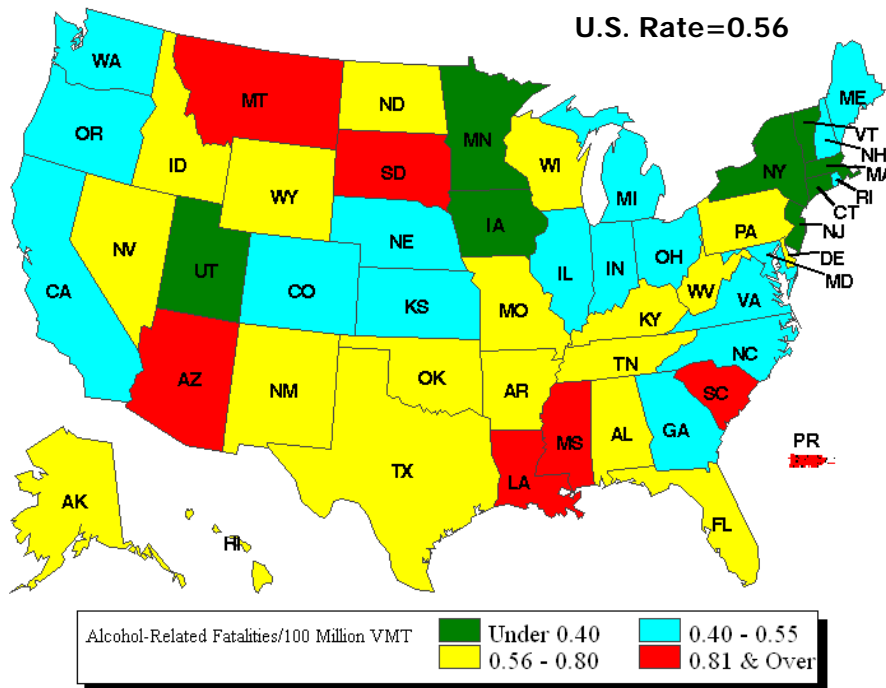 U.S. Rate=0.56
WA
MT
ND
ME
OR
MN
VT
ID
SD
WI
NH
NY
MA
WY
MI
RI
CT
IA
NJ
NV
NE
PA
UT
OH
DE
IL
IN
CA
CO
MD
WV
VA
KS
MO
KY
NC
TN
AZ
NM
OK
AR
SC
MS
AL
GA
PR
TX
LA
AK
FL
HI
Alcohol-Related Fatalities/100 Million VMT
Under 0.40
0.40 - 0.55
0.56 - 0.80
0.81 & Over